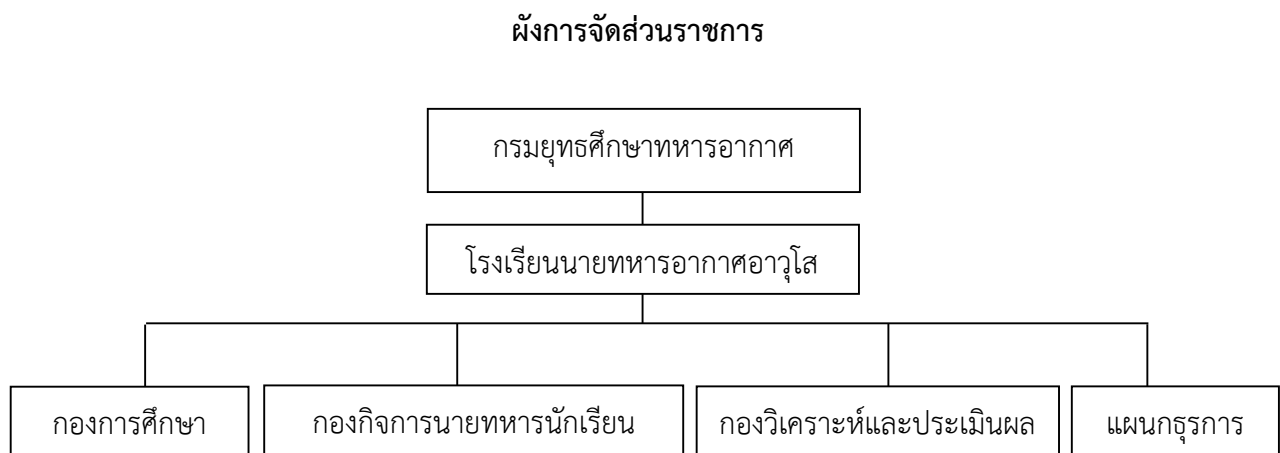 ผังการจัดส่วนราชการ
กรมยุทธศึกษาทหารอากาศ
โรงเรียนนายทหารอากาศอาวุโส
กองการศึกษา
กองกิจการนายทหารนักเรียน
กองวิเคราะห์และประเมินผล
แผนกธุรการ